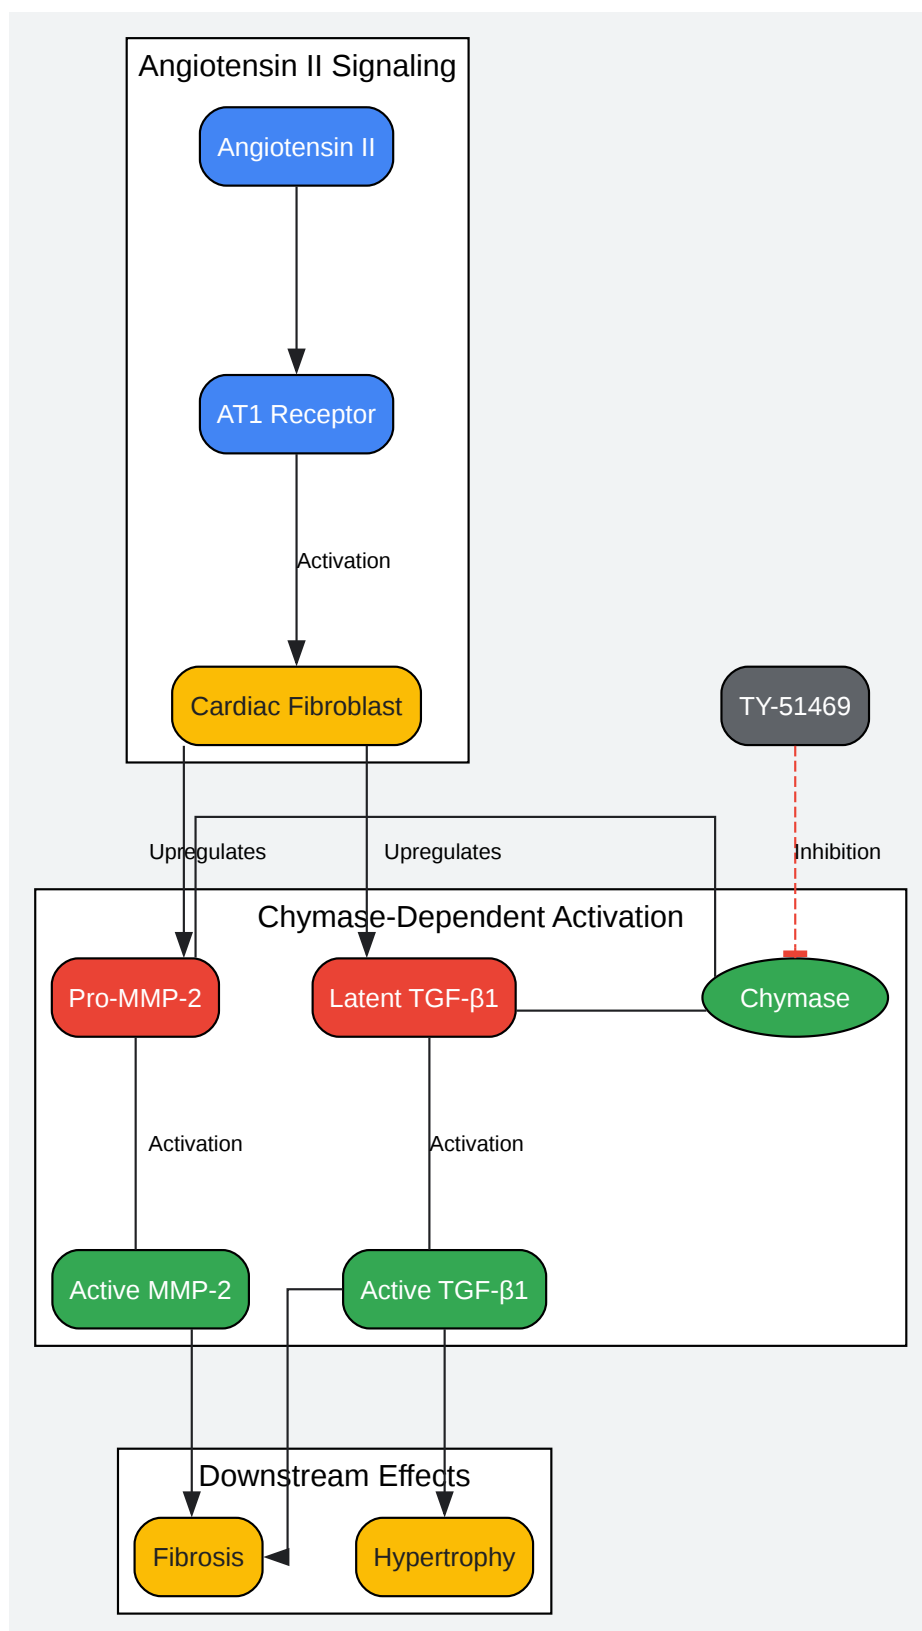 Angiotensin II Signaling
Angiotensin II
AT1 Receptor
Activation
Cardiac Fibroblast
TY-51469
Upregulates
Upregulates
Inhibition
Chymase-Dependent Activation
Pro-MMP-2
Latent TGF-β1
Chymase
Activation
Activation
Active MMP-2
Active TGF-β1
Downstream Effects
Fibrosis
Hypertrophy